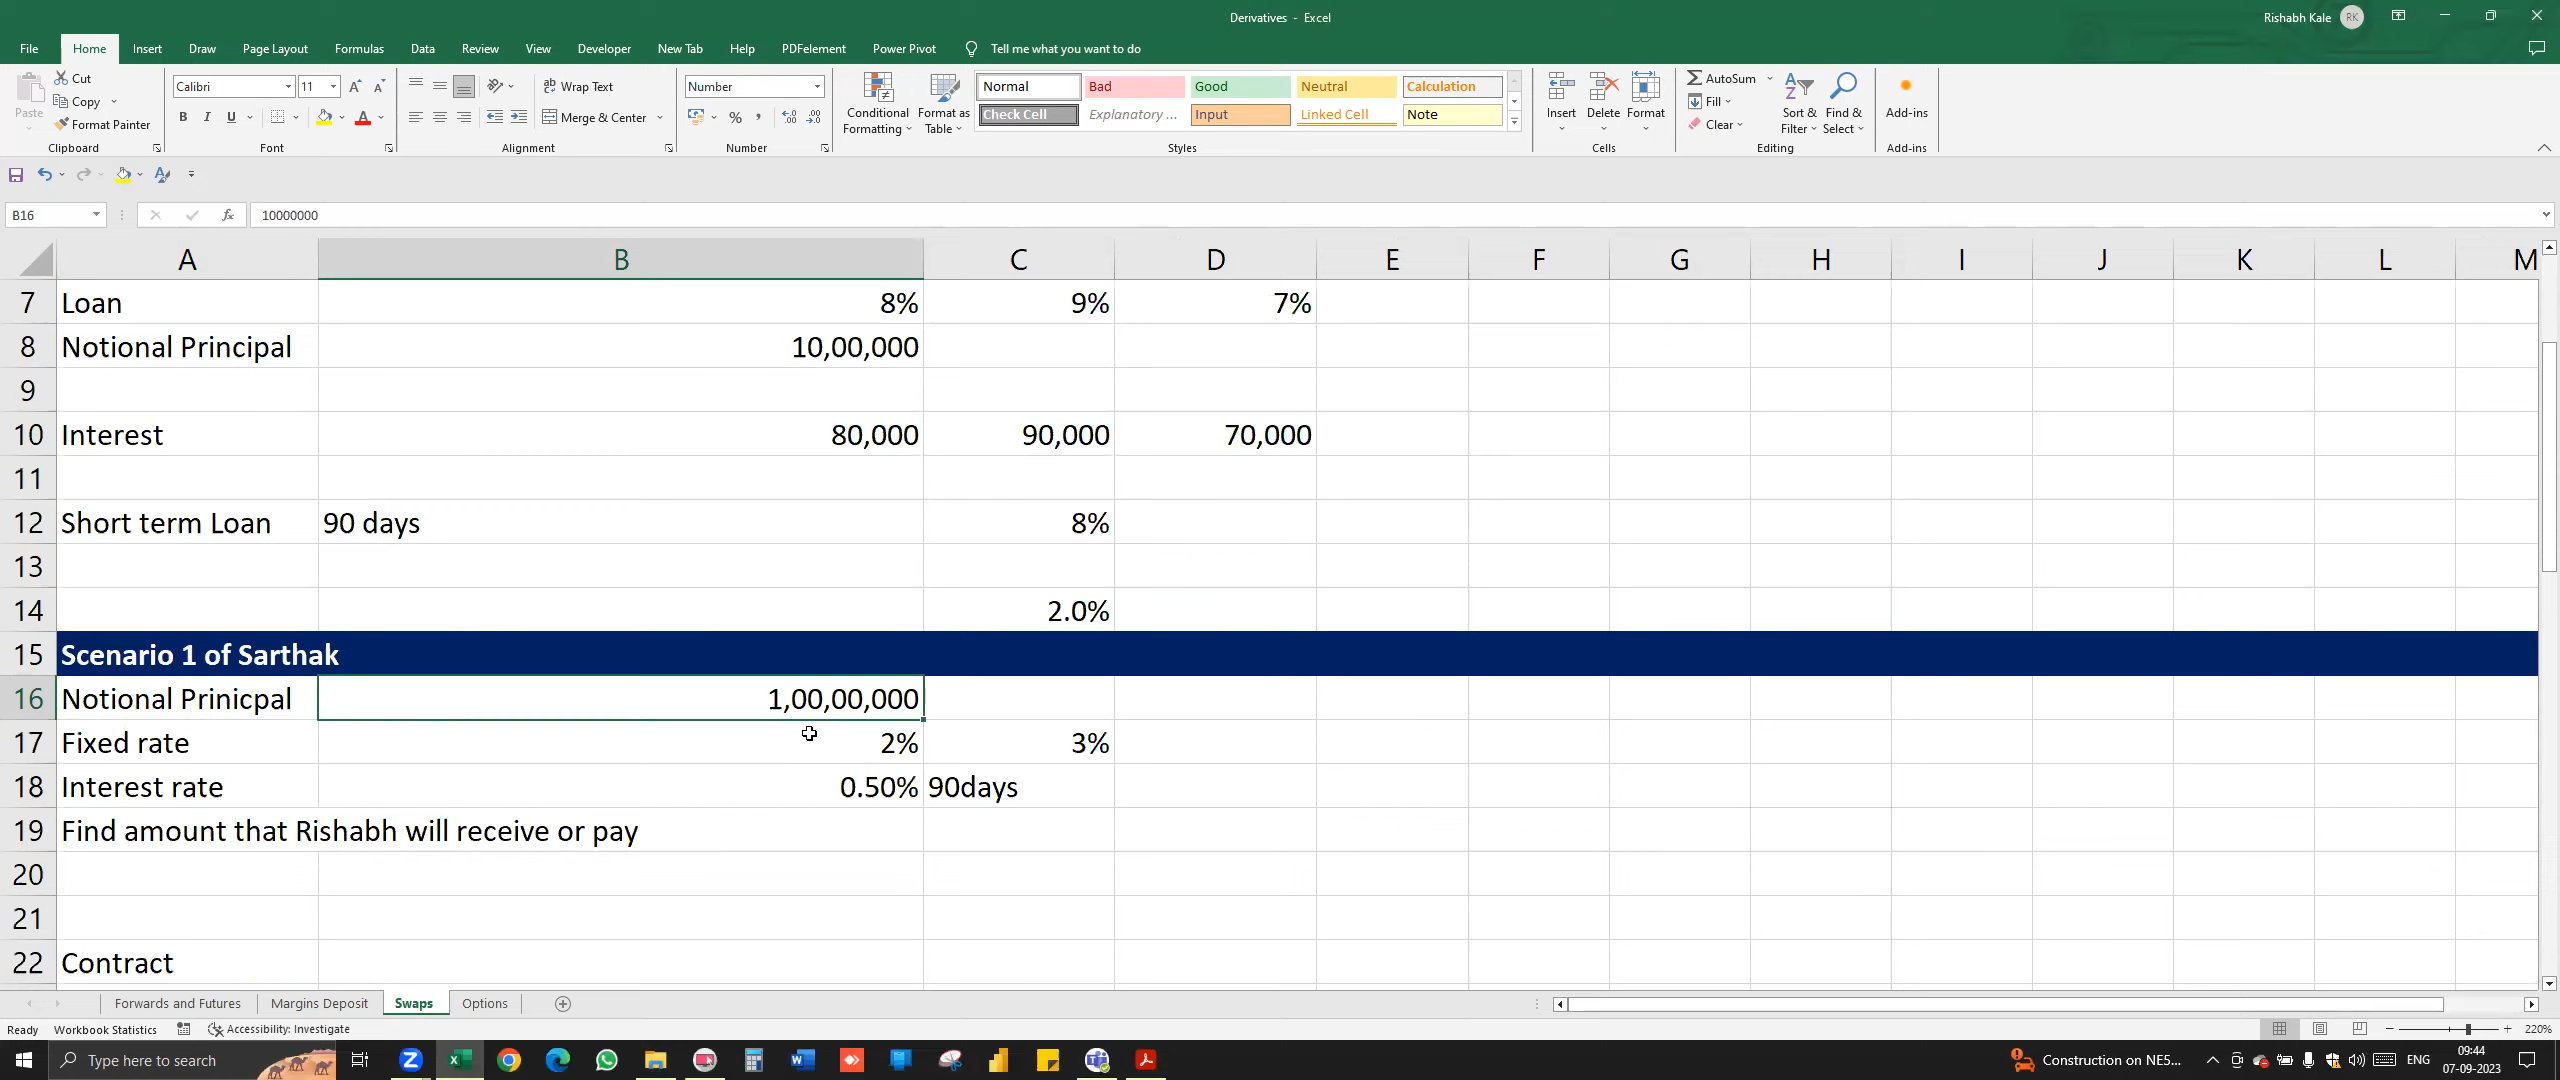 Derivatives - Excel
Rishabh Kale RK
File Home Insert Draw Page Layout Formulas Data Review View Developer New Tab Help PDFelement Power Pivot Tell me what you want to do
Paste
Cut
Copy
Format Painter
Clipboard
Calibri 11
B I U
Font
Wrap Text
Merge & Center
Alignment
Number
Number
Conditional Formatting
Format as Table
Normal Bad Good Neutral Calculation
Check Cell Explanatory ... Input Linked Cell Note
Styles
Insert Delete Format
Cells
AutoSum
Fill
Clear
Sort & Filter
Find & Select
Editing
Add-ins
Add-ins
B16 fx 10000000
A B C D E F G H I J K L M
7 Loan 8% 9% 7%
8 Notional Principal 10,00,000
9
10 Interest 80,000 90,000 70,000
11
12 Short term Loan 90 days 8%
13
14 2.0%
15 Scenario 1 of Sarthak
16 Notional Prinicpal 1,00,00,000
17 Fixed rate 2% 3%
18 Interest rate 0.50% 90days
19 Find amount that Rishabh will receive or pay
20
21
22 Contract
Forwards and Futures Margins Deposit Swaps Options
Ready Workbook Statistics Accessibility: Investigate 220%
Type here to search
Construction on NE5... ENG 09:44
07-09-2023